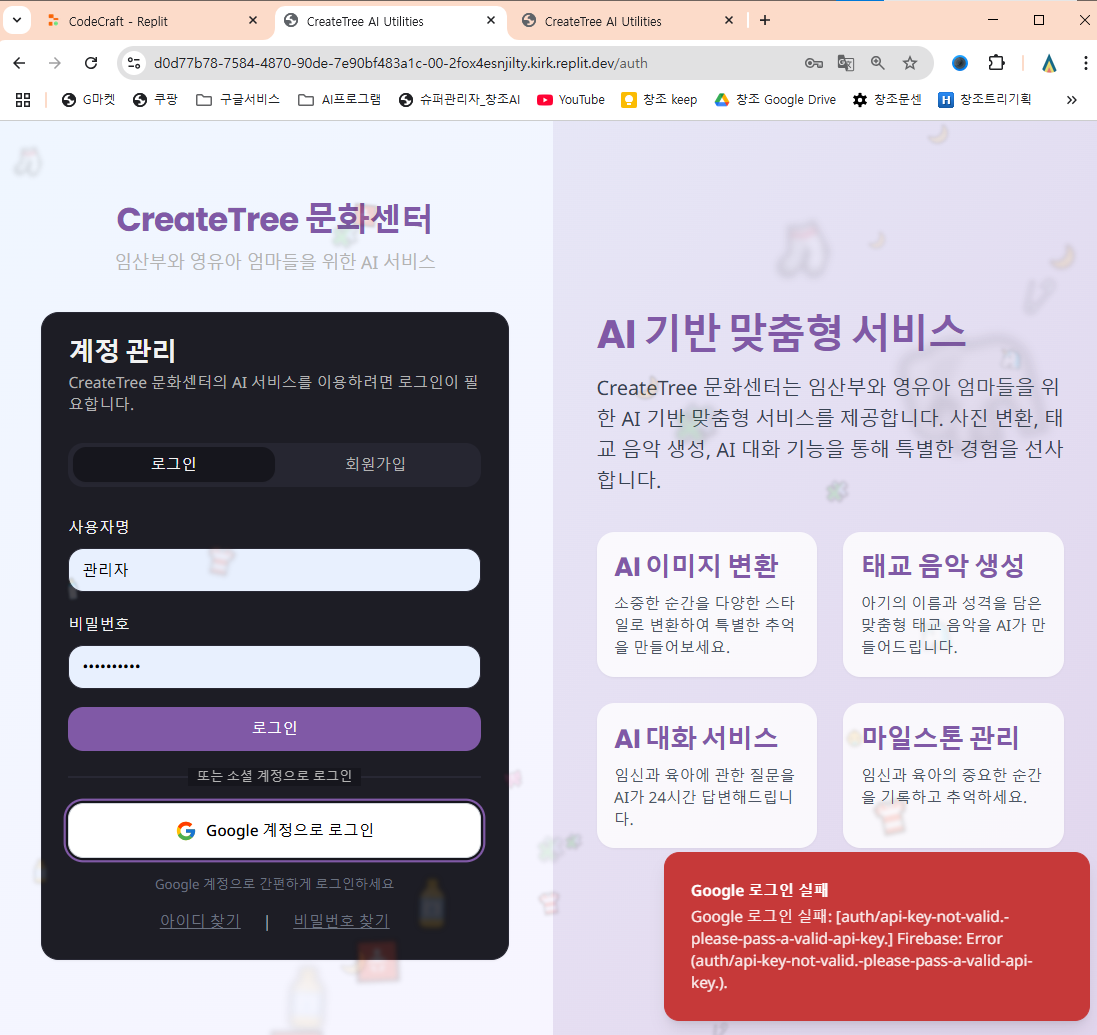 CodeCraft - Replit
CreateTree AI Utilities
CreateTree AI Utilities
d0d77b78-7584-4870-90de-7e90bf483a1c-00-2fox4esnjilty.kirk.replit.dev/auth
G마켓
쿠팡
구글서비스
AI프로그램
슈퍼관리자_창조AI
YouTube
창조 keep
창조 Google Drive
창조문센
H 창조트리기획
CreateTree 문화센터
임산부와 영유아 엄마들을 위한 AI 서비스
계정 관리
CreateTree 문화센터의 AI 서비스를 이용하려면 로그인이 필
요합니다.
로그인
회원가입
사용자명
관리자
비밀번호
••••••••••
로그인
또는 소셜 계정으로 로그인
Google 계정으로 로그인
Google 계정으로 간편하게 로그인하세요
아이디 찾기 | 비밀번호 찾기
AI 기반 맞춤형 서비스
CreateTree 문화센터는 임산부와 영유아 엄마들을 위
한 AI 기반 맞춤형 서비스를 제공합니다. 사진 변환, 태
교 음악 생성, AI 대화 기능을 통해 특별한 경험을 선사
합니다.
AI 이미지 변환
소중한 순간을 다양한 스타
일로 변환하여 특별한 추억
을 만들어보세요.
태교 음악 생성
아기의 이름과 성격을 담은
맞춤형 태교 음악을 AI가 만
들어드립니다.
AI 대화 서비스
임신과 육아에 관한 질문을
AI가 24시간 답변해드립니
다.
마일스톤 관리
임신과 육아의 중요한 순간
을 기록하고 추억하세요.
Google 로그인 실패
Google 로그인 실패: [auth/api-key-not-valid.-
please-pass-a-valid-api-key.] Firebase: Error
(auth/api-key-not-valid.-please-pass-a-valid-api-
key.).